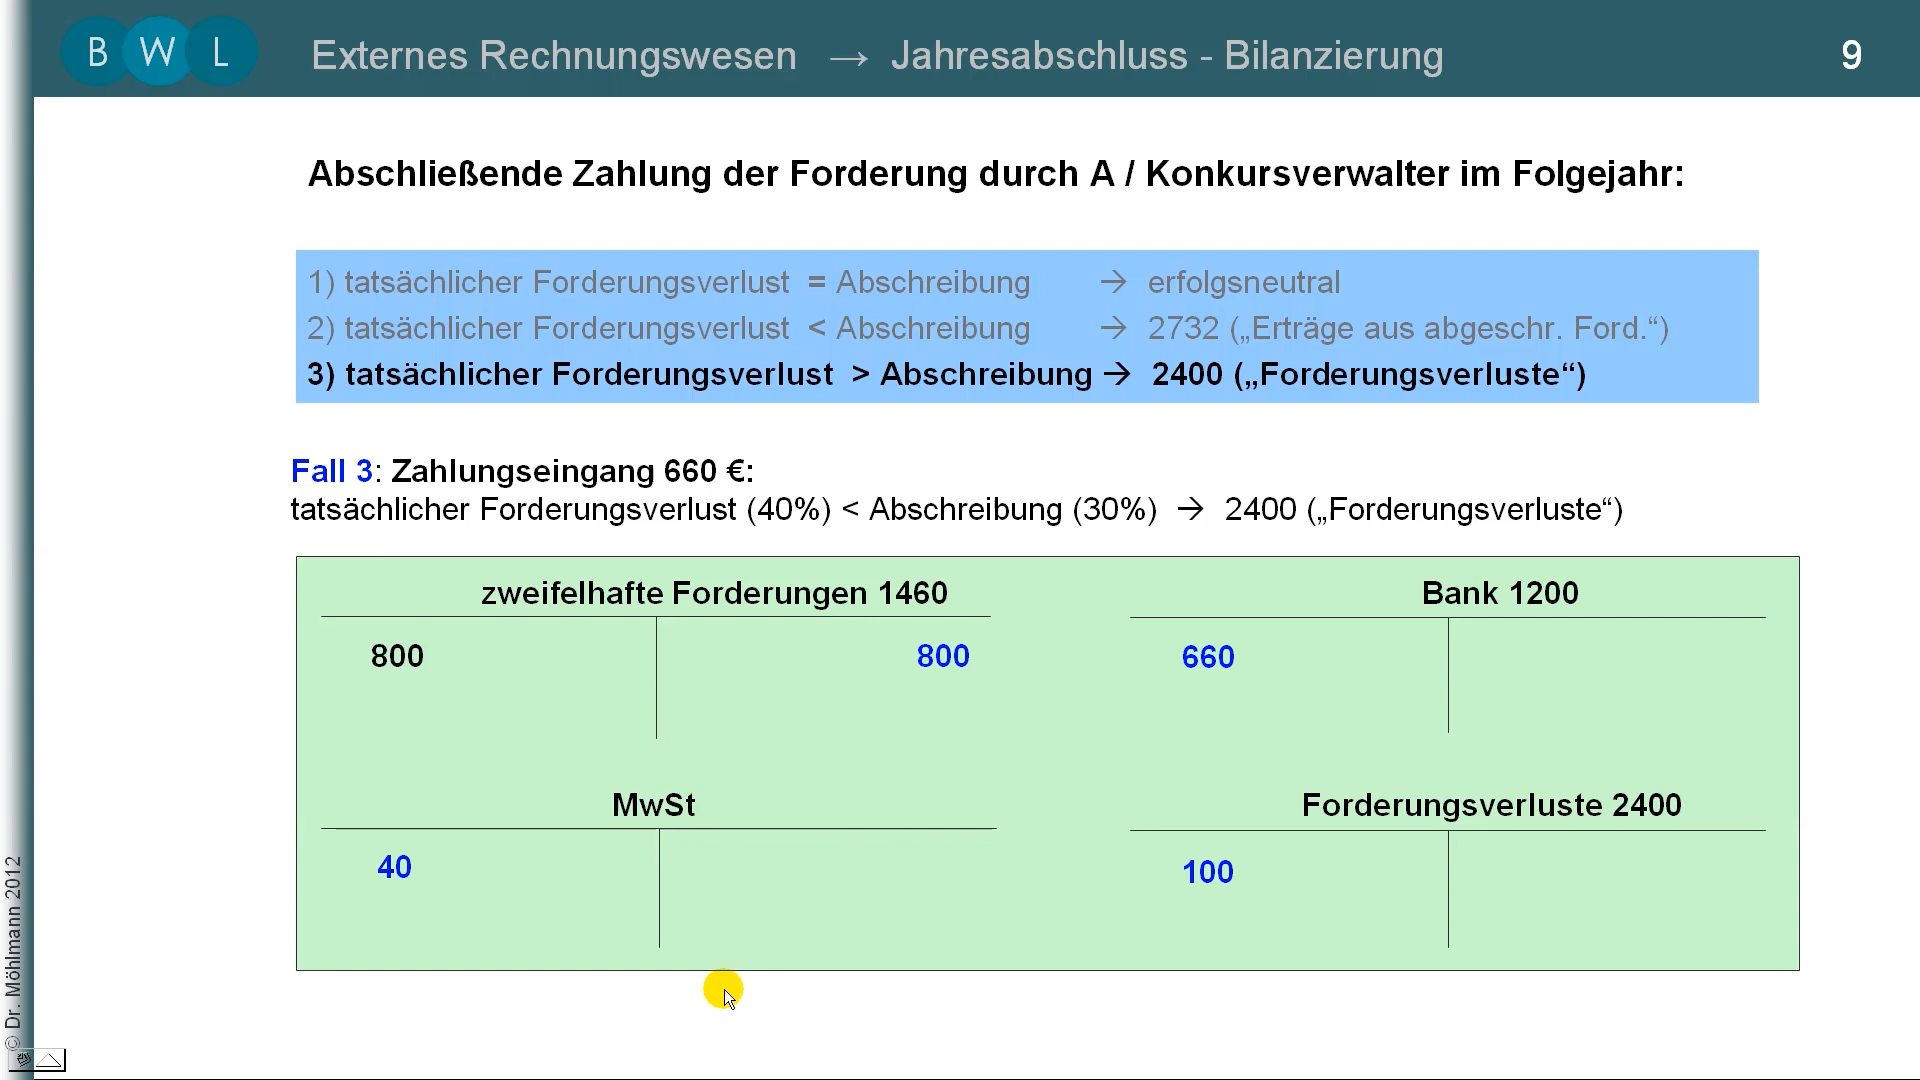 B W L
Externes Rechnungswesen → Jahresabschluss - Bilanzierung
9
Abschließende Zahlung der Forderung durch A / Konkursverwalter im Folgejahr:
1) tatsächlicher Forderungsverlust = Abschreibung → erfolgsneutral
2) tatsächlicher Forderungsverlust < Abschreibung → 2732 („Erträge aus abgeschr. Ford.“)
3) tatsächlicher Forderungsverlust > Abschreibung → 2400 („Forderungsverluste“)
Fall 3: Zahlungseingang 660 €:
tatsächlicher Forderungsverlust (40%) < Abschreibung (30%) → 2400 („Forderungsverluste“)
zweifelhafte Forderungen 1460
800 800
Bank 1200
660
MwSt
40
Forderungsverluste 2400
100
© Dr. Möhlmann 2012